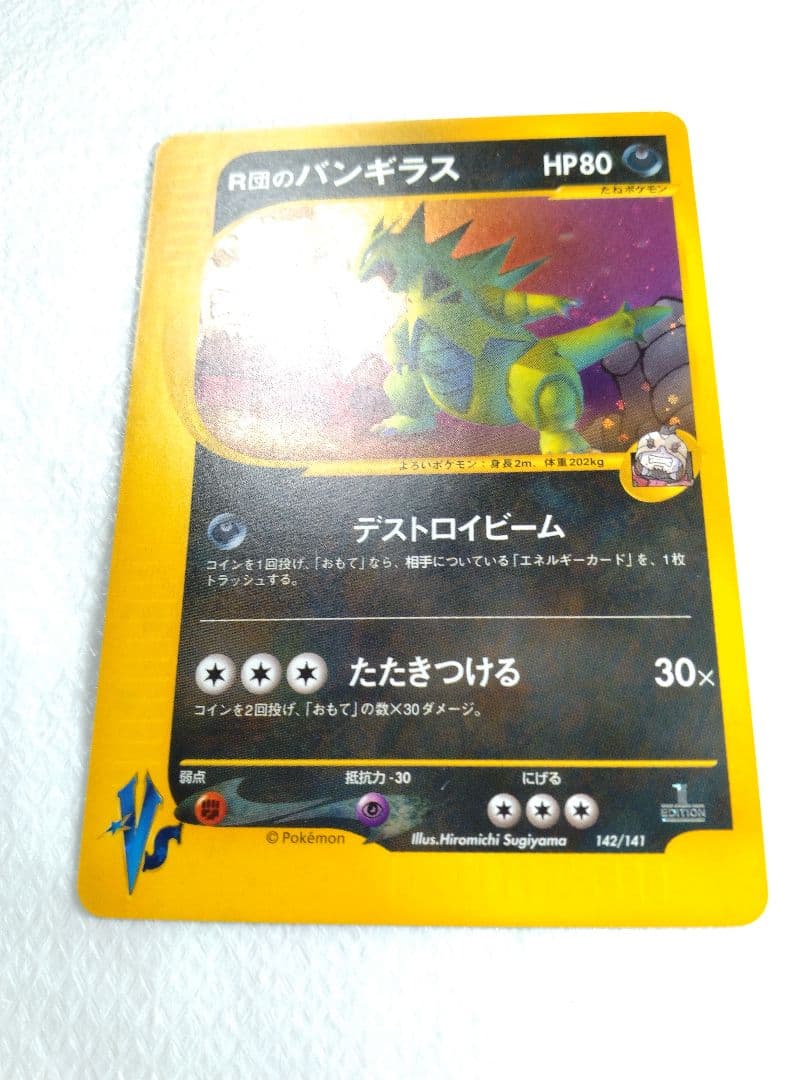 R団のバンギラス HP80
たねポケモン
よろいポケモン：身長2m、体重202kg
デストロイビーム
コインを1回投げ、「おもて」なら、相手についている「エネルギーカード」を、1枚
トラッシュする。
たたきつける 30×
コインを2回投げ、「おもて」の数×30ダメージ。
弱点 抵抗力-30 にげる
1
EDITION
VS
© Pokémon Illus.Hiromichi Sugiyama 142/141